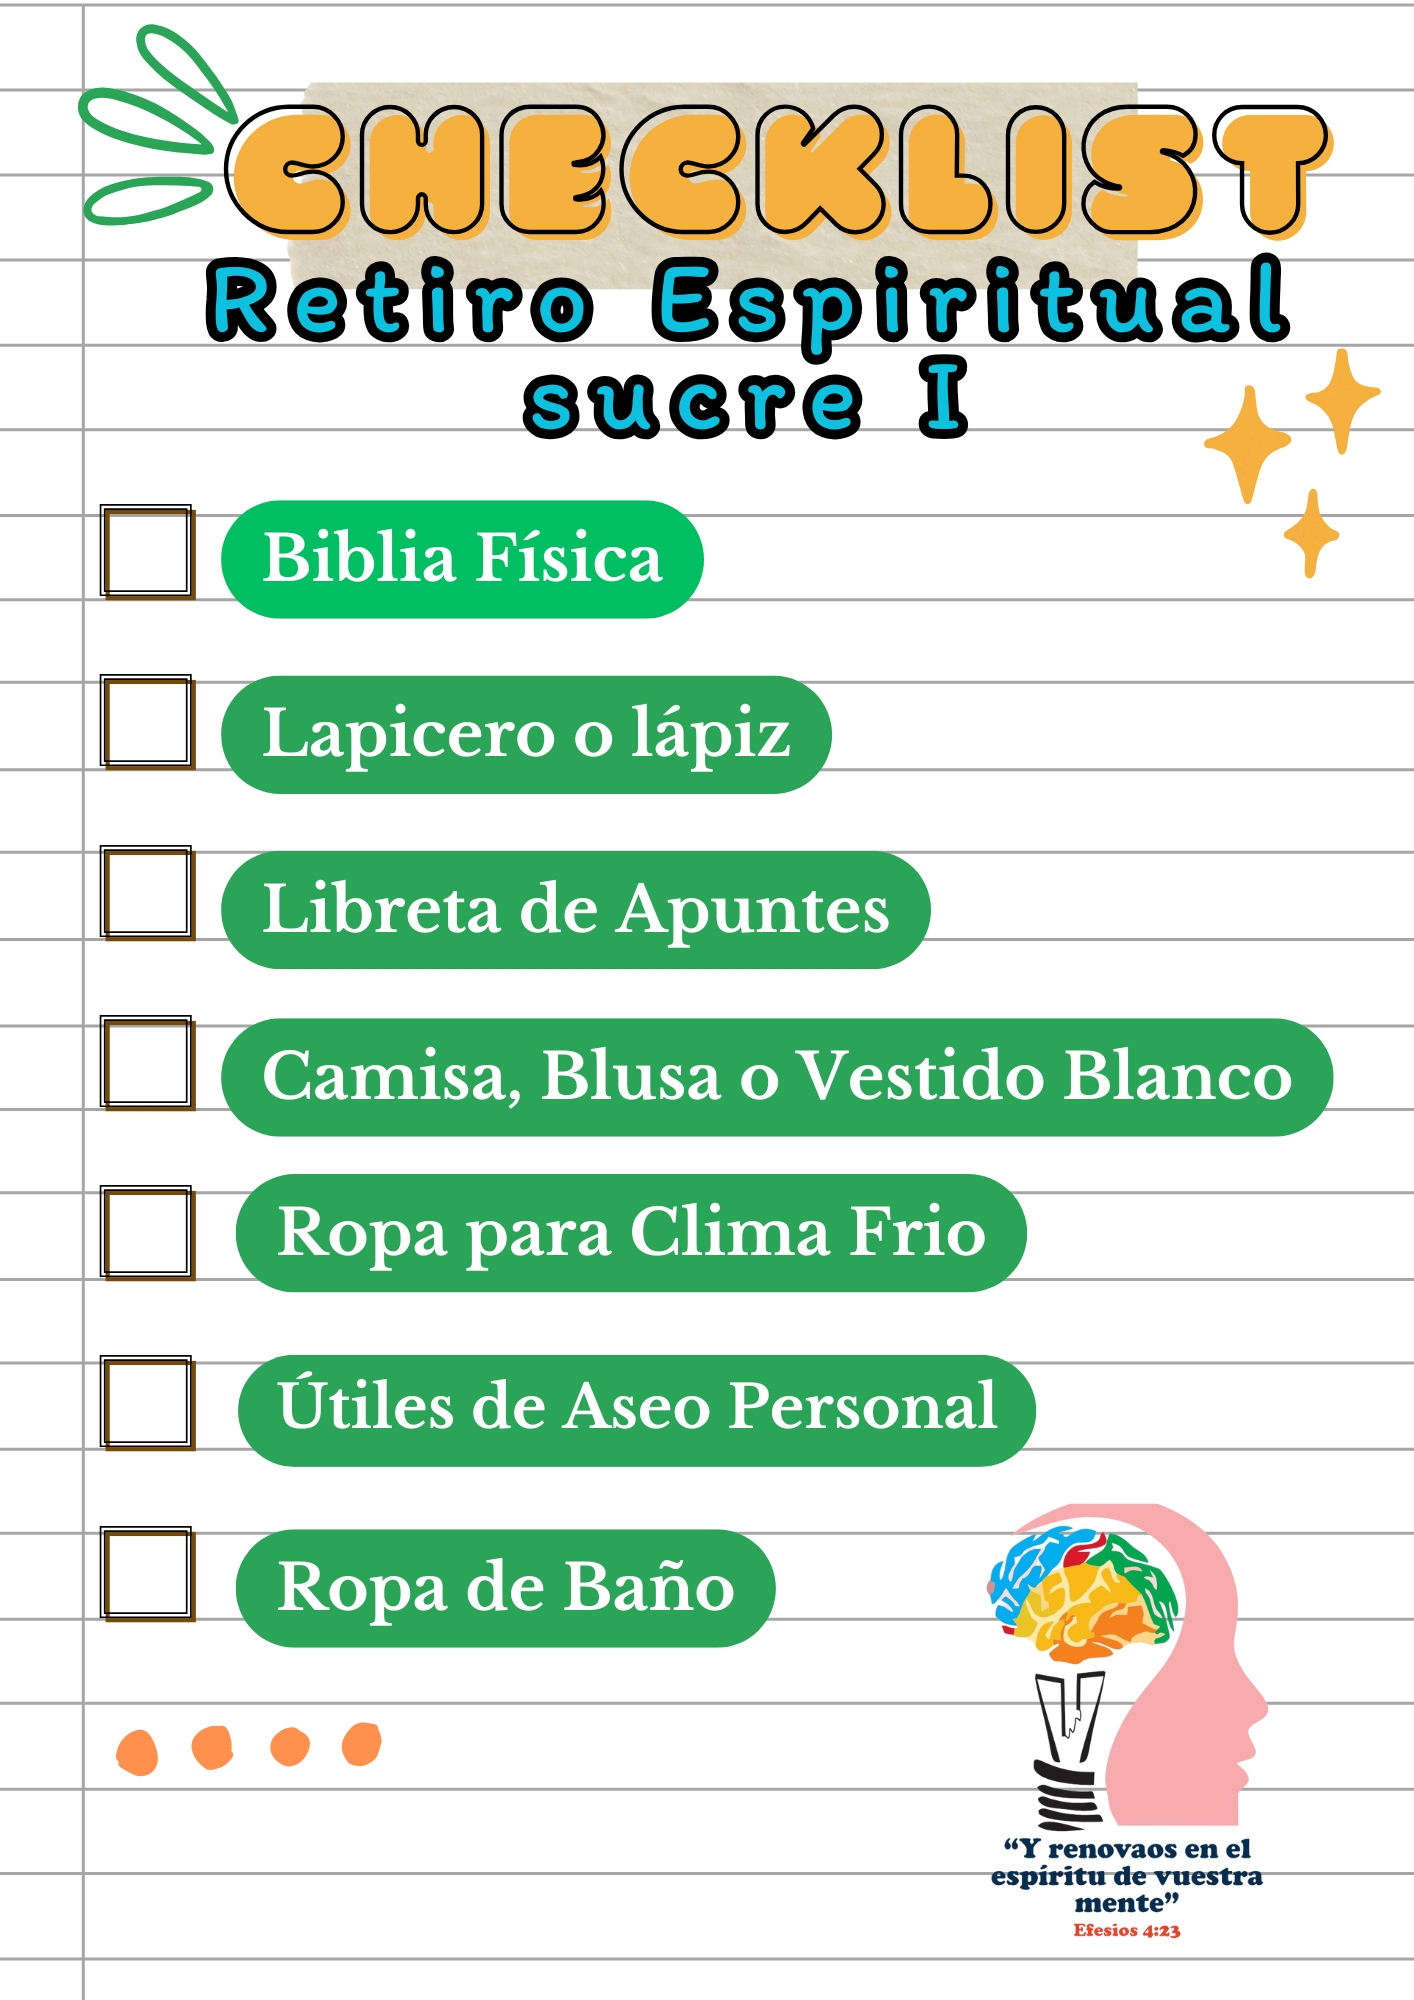 CHECKLIST
Retiro Espiritual
sucre I
Biblia Física
Lapicero o lápiz
Libreta de Apuntes
Camisa, Blusa o Vestido Blanco
Ropa para Clima Frio
Útiles de Aseo Personal
Ropa de Baño
“Y renovaos en el
espíritu de vuestra
mente”
Efesios 4:23